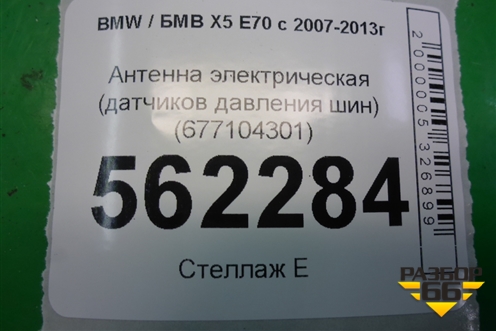 BMW / БМВ X5 E70 с 2007-2013г
Антенна электрическая
(датчиков давления шин)
(677104301)
562284
Стеллаж Е
2000005326899
РАЗБОР
66